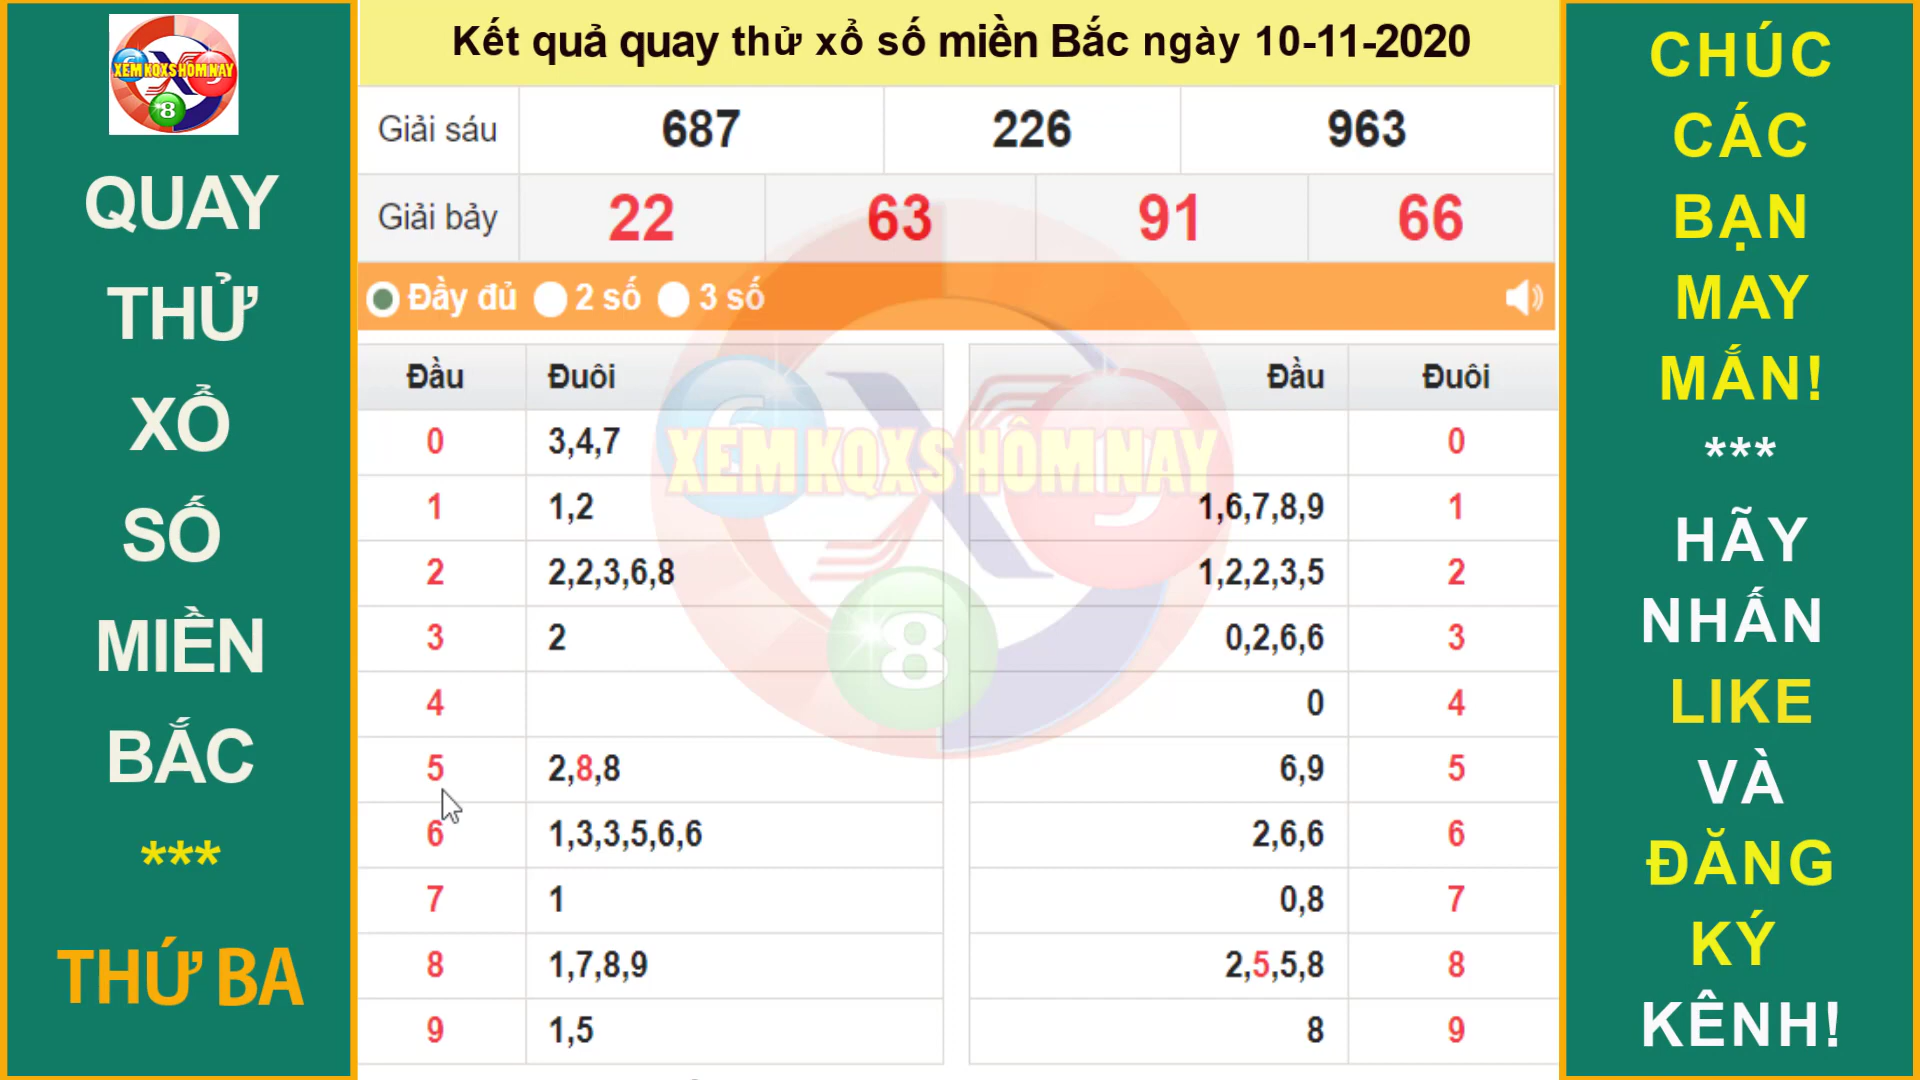 XEM KQXS HÔM NAY
8
QUAY
THỬ
XỔ
SỐ
MIỀN
BẮC
***
THỨ BA
Kết quả quay thử xổ số miền Bắc ngày 10-11-2020
Giải sáu 687 226 963
Giải bảy 22 63 91 66
Đầy đủ 2 số 3 số
Đầu Đuôi Đầu Đuôi
0 3,4,7 0
1 1,2 1,6,7,8,9 1
2 2,2,3,6,8 1,2,2,3,5 2
3 2 0,2,6,6 3
4 0 4
5 2,8,8 6,9 5
6 1,3,3,5,6,6 2,6,6 6
7 1 0,8 7
8 1,7,8,9 2,5,5,8 8
9 1,5 8 9
XEM KQXS HÔM NAY
8
CHÚC
CÁC
BẠN
MAY
MẮN!
***
HÃY
NHẤN
LIKE
VÀ
ĐĂNG
KÝ
KÊNH!